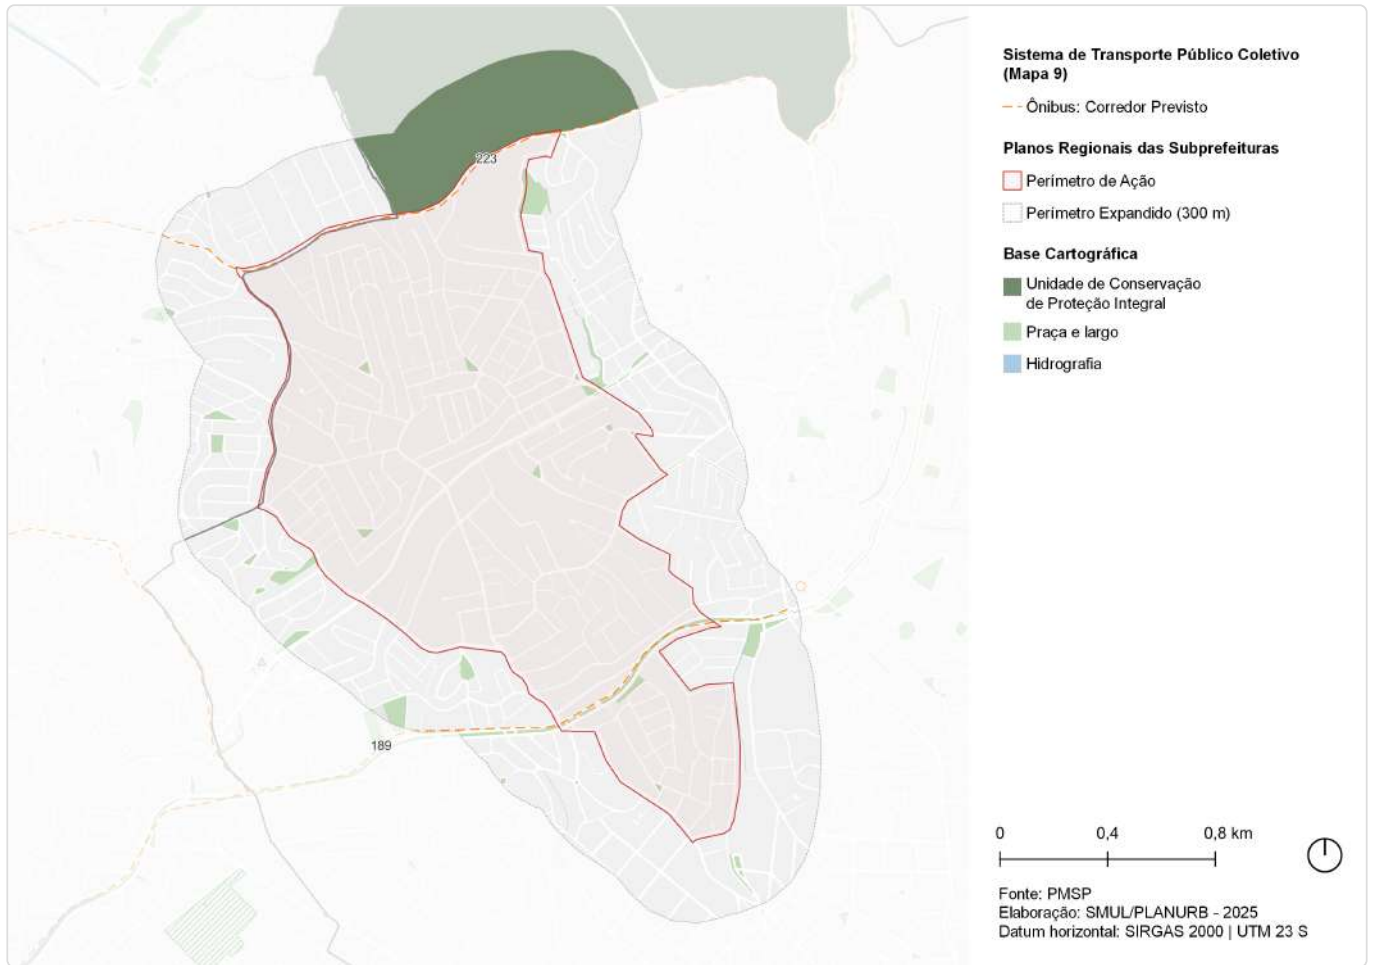 Sistema de Transporte Público Coletivo
(Mapa 9)
Ônibus: Corredor Previsto
Planos Regionais das Subprefeituras
Perímetro de Ação
Perímetro Expandido (300 m)
Base Cartográfica
Unidade de Conservação
de Proteção Integral
Praça e largo
Hidrografia
223
189
0 0,4 0,8 km
Fonte: PMSP
Elaboração: SMUL/PLANURB - 2025
Datum horizontal: SIRGAS 2000 | UTM 23 S